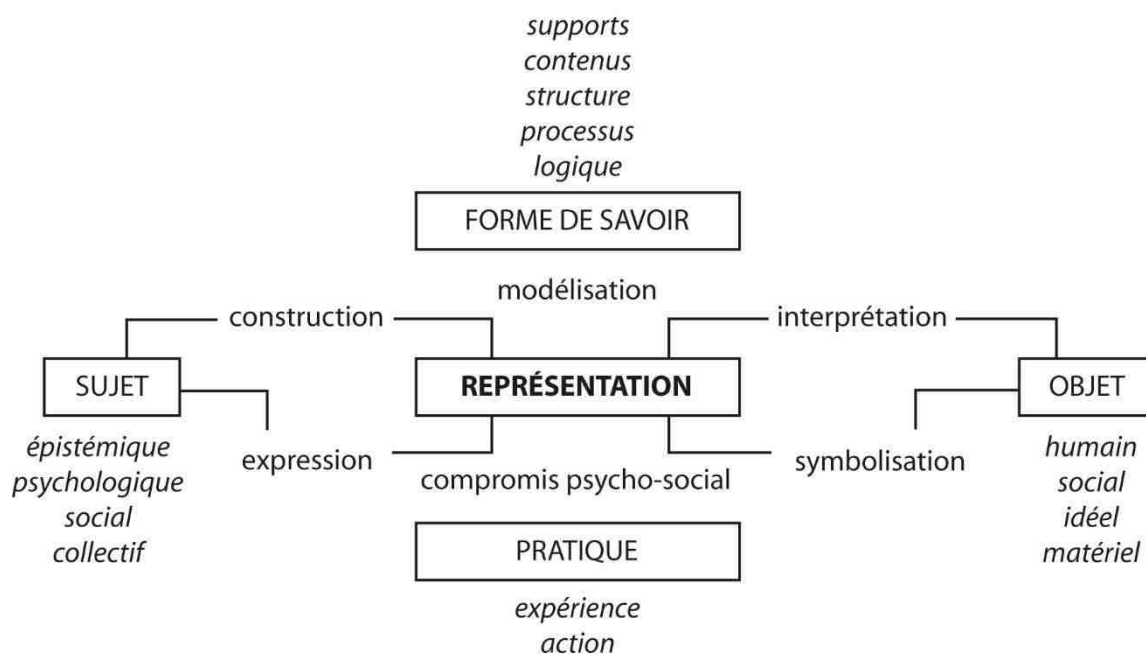 supports
contenus
structure
processus
logique
FORME DE SAVOIR
modélisation
construction
interprétation
SUJET
REPRÉSENTATION
OBJET
épistémique
psychologique
social
collectif
expression
compromis psycho-social
symbolisation
humain
social
idéel
matériel
PRATIQUE
expérience
action